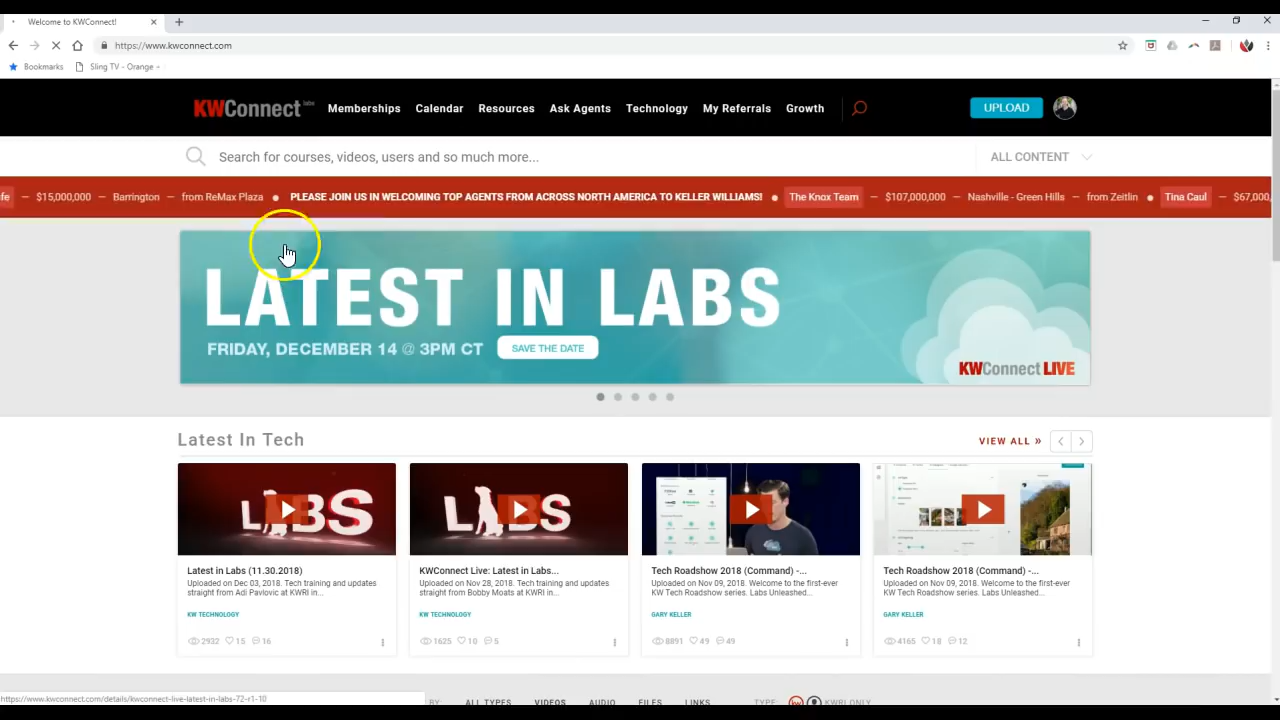 Welcome to KWConnect!
https://www.kwconnect.com
Bookmarks Sling TV - Orange -
KWConnect labs Memberships Calendar Resources Ask Agents Technology My Referrals Growth UPLOAD
Search for courses, videos, users and so much more... ALL CONTENT
$15,000,000 — Barrington — from ReMax Plaza ● PLEASE JOIN US IN WELCOMING TOP AGENTS FROM ACROSS NORTH AMERICA TO KELLER WILLIAMS! ● The Knox Team — $107,000,000 — Nashville - Green Hills — from Zeitlin ● Tina Caul — $67,000,
LATEST IN LABS
FRIDAY, DECEMBER 14 @ 3PM CT SAVE THE DATE
KWConnect LIVE
Latest In Tech VIEW ALL »
LABS
LABS
Latest in Labs (11.30.2018)
Uploaded on Dec 03, 2018. Tech training and updates
straight from Adi Pavlovic at KWRI in...
KW TECHNOLOGY
2932 15 16
KWConnect Live: Latest in Labs...
Uploaded on Nov 28, 2018. Tech training and updates
straight from Bobby Moats at KWRI in...
KW TECHNOLOGY
1625 10 5
Tech Roadshow 2018 (Command) -...
Uploaded on Nov 09, 2018. Welcome to the first-ever
KW Tech Roadshow series. Labs Unleashed...
GARY KELLER
8891 49 49
Tech Roadshow 2018 (Command) -...
Uploaded on Nov 09, 2018. Welcome to the first-ever
KW Tech Roadshow series. Labs Unleashed...
GARY KELLER
4165 18 12
https://www.kwconnect.com/details/kwconnect-live-latest-in-labs-72-r1-10
RY: ALL TYPES VIDEOS AUDIO FILES LINKS TYPE: KW KWRI ONLY